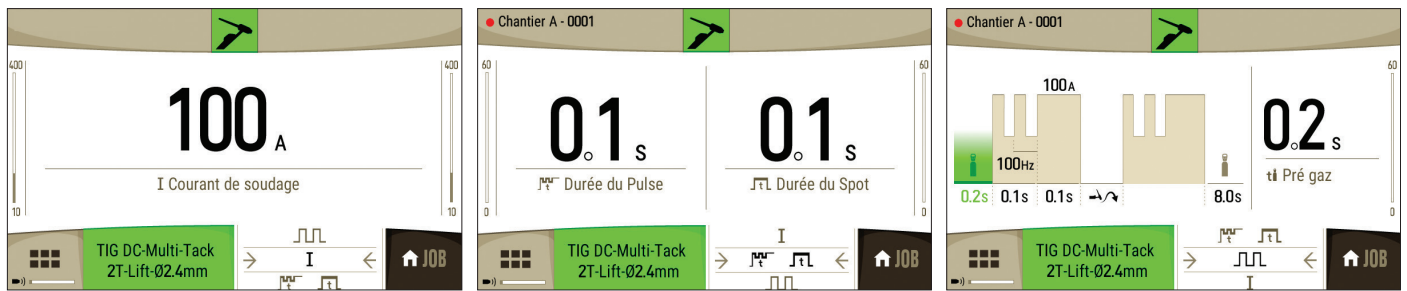 400
400
100 A
I Courant de soudage
10
10
TIG DC-Multi-Tack
2T-Lift-Ø2.4mm
I
t
t
JOB
Chantier A - 0001
60
60
0.1 s
0.1 s
t
Durée du Pulse
t
Durée du Spot
0
0
TIG DC-Multi-Tack
2T-Lift-Ø2.4mm
I
t
t
JOB
Chantier A - 0001
60
100A
0.2 s
100Hz
t Pré gaz
0.2s
0.1s
0.1s
8.0s
0
TIG DC-Multi-Tack
2T-Lift-Ø2.4mm
t
t
I
JOB